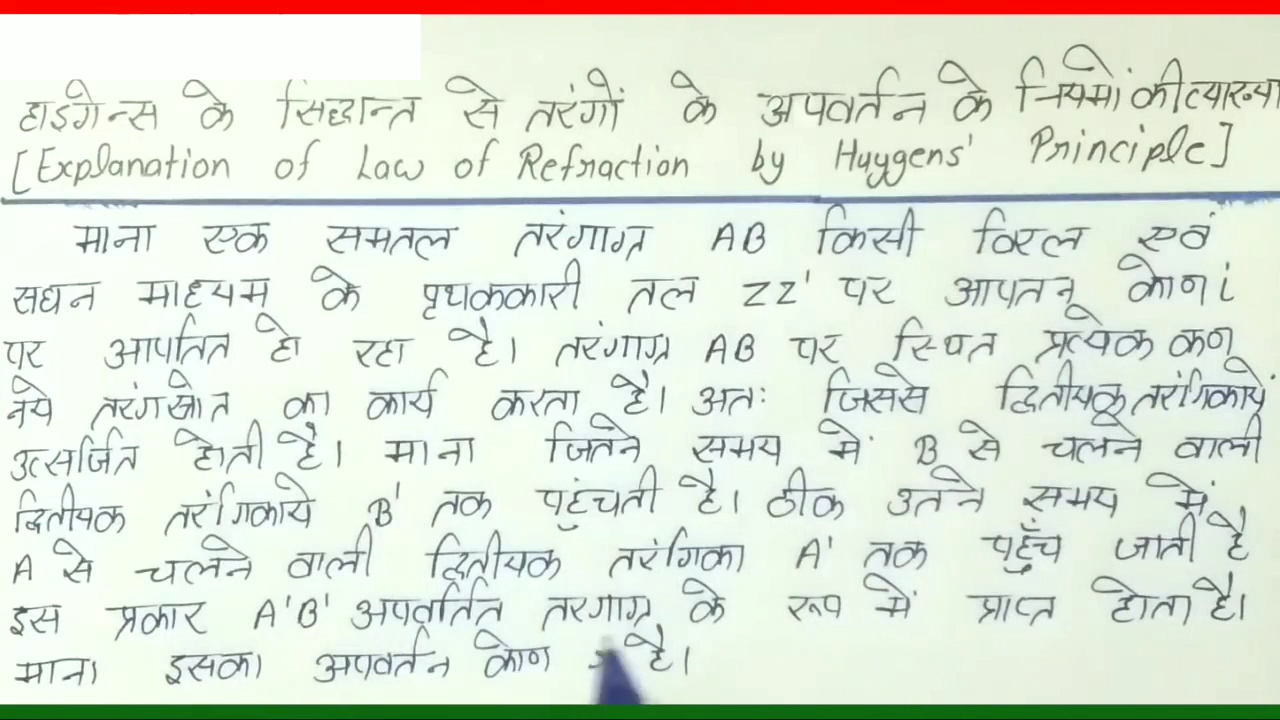 हाइगेन्स के सिद्धान्त से तरंगों के अपवर्तन के नियमों की व्याख्या
[Explanation of Law of Refraction by Huygens' Principle]
माना एक समतल तरंगाग्र AB किसी विरल एवं
सघन माध्यम के पृथककारी तल ZZ' पर आपतन कोण i
पर आपतित हो रहा है। तरंगाग्र AB पर स्थित प्रत्येक कण
नये तरंगस्रोत का कार्य करता है। अतः जिससे द्वितीयक तरंगिकायें
उत्सर्जित होती है। माना जितने समय में B से चलने वाली
द्वितीयक तरंगिकाये B' तक पहुंचती है। ठीक उतने समय में
A से चलने वाली द्वितीयक तरंगिका A' तक पहुँच जाती है
इस प्रकार A'B' अपवर्तित तरगाग्र के रूप में प्राप्त होता है।
माना इसका अपवर्तन कोण है।